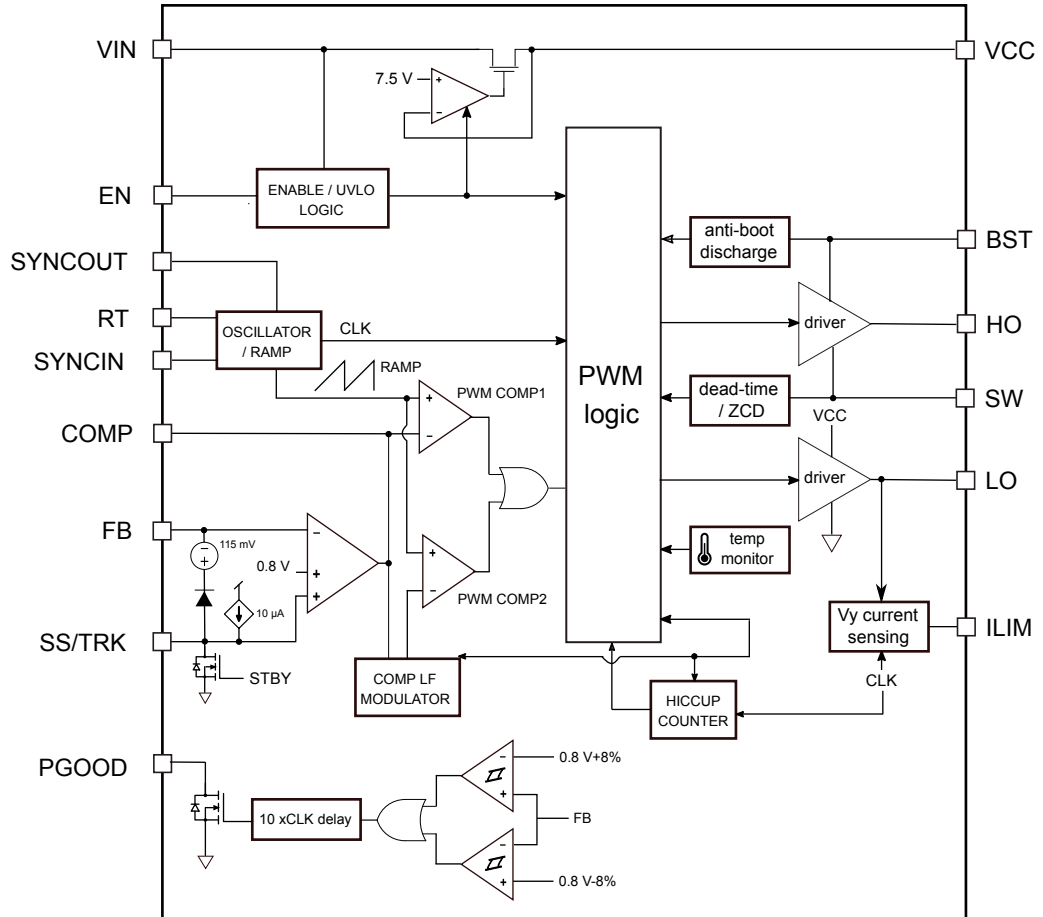 VIN
VCC
7.5 V
+
−
EN
ENABLE / UVLO
LOGIC
SYNCOUT
anti-boot
discharge
BST
RT
OSCILLATOR
/ RAMP
CLK
driver
HO
SYNCIN
RAMP
PWM COMP1
PWM
logic
dead-time
/ ZCD
SW
+
−
VCC
COMP
driver
LO
FB
115 mV
−
+
−
0.8 V
+
+
+
−
temp
monitor
PWM COMP2
10 µA
SS/TRK
STBY
Vy current
sensing
ILIM
COMP LF
MODULATOR
CLK
HICCUP
COUNTER
PGOOD
−
+
0.8 V+8%
10 xCLK delay
FB
−
+
0.8 V-8%